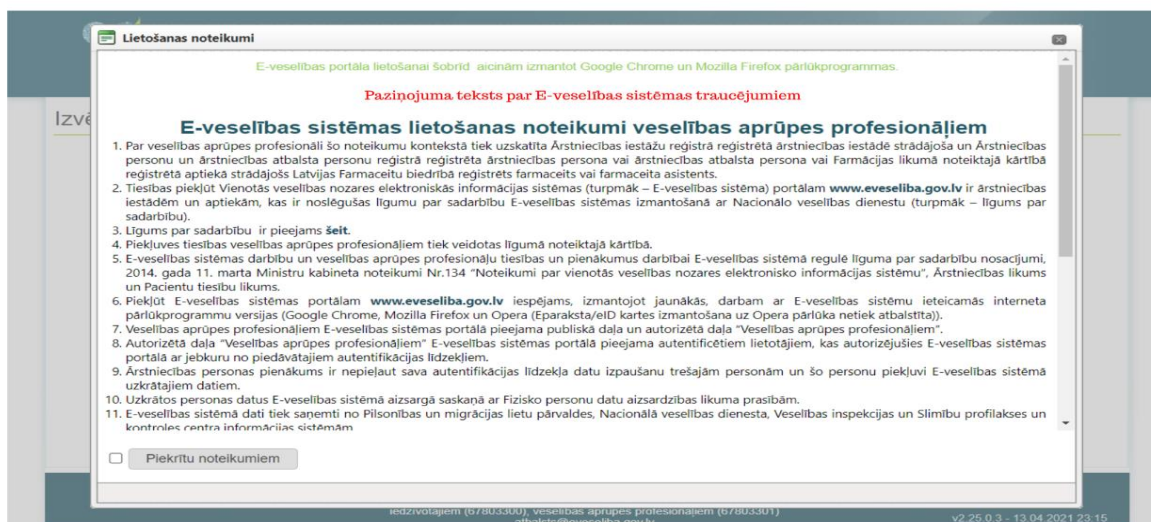 Lietošanas noteikumi
E-veselības portāla lietošanai šobrīd aicinām izmantot Google Chrome un Mozilla Firefox pārlūkprogrammas.
Paziņojuma teksts par E-veselības sistēmas traucējumiem
Izvē
E-veselības sistēmas lietošanas noteikumi veselības aprūpes profesionāļiem
1. Par veselības aprūpes profesionāli šo noteikumu kontekstā tiek uzskatīta Ārstniecības iestāžu reģistrā reģistrētā ārstniecības iestādē strādājoša un Ārstniecības
personu un ārstniecības atbalsta personu reģistrā reģistrēta ārstniecības persona vai ārstniecības atbalsta persona vai Farmācijas likumā noteiktajā kārtībā
reģistrētā aptiekā strādājošs Latvijas Farmaceitu biedrībā reģistrēts farmaceits vai farmaceita asistents.
2. Tiesības piekļūt Vienotās veselības nozares elektroniskās informācijas sistēmas (turpmāk – E-veselības sistēma) portālam www.eveseliba.gov.lv ir ārstniecības
iestādēm un aptiekām, kas ir noslēgušas līgumu par sadarbību E-veselības sistēmas izmantošanā ar Nacionālo veselības dienestu (turpmāk – līgums par
sadarbību).
3. Līgums par sadarbību ir pieejams šeit.
4. Piekļuves tiesības veselības aprūpes profesionāļiem tiek veidotas līgumā noteiktajā kārtībā.
5. E-veselības sistēmas darbību un veselības aprūpes profesionāļu tiesības un pienākumus darbībai E-veselības sistēmā regulē līguma par sadarbību nosacījumi,
2014. gada 11. marta Ministru kabineta noteikumi Nr.134 "Noteikumi par vienotās veselības nozares elektronisko informācijas sistēmu", Ārstniecības likums
un Pacientu tiesību likums.
6. Piekļūt E-veselības sistēmas portālam www.eveseliba.gov.lv iespējams, izmantojot jaunākās, darbam ar E-veselības sistēmu ieteicamās interneta
pārlūkprogrammu versijas (Google Chrome, Mozilla Firefox un Opera (Eparaksta/eID kartes izmantošana uz Opera pārlūka netiek atbalstīta)).
7. Veselības aprūpes profesionāļiem E-veselības sistēmas portālā pieejama publiskā daļa un autorizētā daļa "Veselības aprūpes profesionāļiem".
8. Autorizētā daļa "Veselības aprūpes profesionāļiem" E-veselības sistēmas portālā pieejama autentificētiem lietotājiem, kas autorizējušies E-veselības sistēmas
portālā ar jebkuru no piedāvātajiem autentifikācijas līdzekļiem.
9. Ārstniecības personas pienākums ir nepieļaut sava autentifikācijas līdzekļa datu izpaušanu trešajām personām un šo personu piekļuvi E-veselības sistēmā
uzkrātajiem datiem.
10. Uzkrātos personas datus E-veselības sistēmā aizsargā saskaņā ar Fizisko personu datu aizsardzības likuma prasībām.
11. E-veselības sistēmā dati tiek saņemti no Pilsonības un migrācijas lietu pārvaldes, Nacionālā veselības dienesta, Veselības inspekcijas un Slimību profilakses un
kontroles centra informācijas sistēmām
Piekrītu noteikumiem
iedzīvotājiem (67803300), veselības aprūpes profesionāļiem (67803301)
atbalsts@eveseliba.gov.lv
v2.25.0.3 - 13.04.2021 23:15